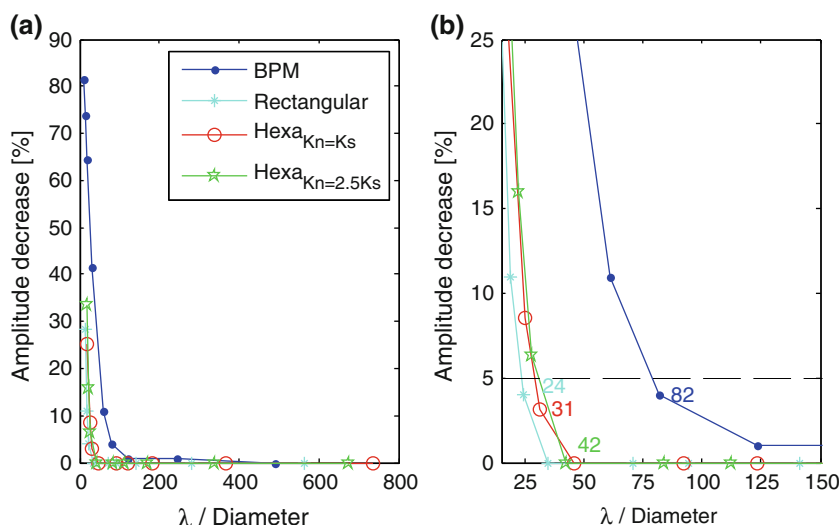 (a)
90
80
70
60
50
40
30
20
10
0
Amplitude decrease [%]
BPM
Rectangular
Hexa Kn=Ks
Hexa Kn=2.5Ks
0 200 400 600 800
λ / Diameter
(b)
25
20
15
10
5
0
Amplitude decrease [%]
24
31
42
82
25 50 75 100 125 150
λ / Diameter